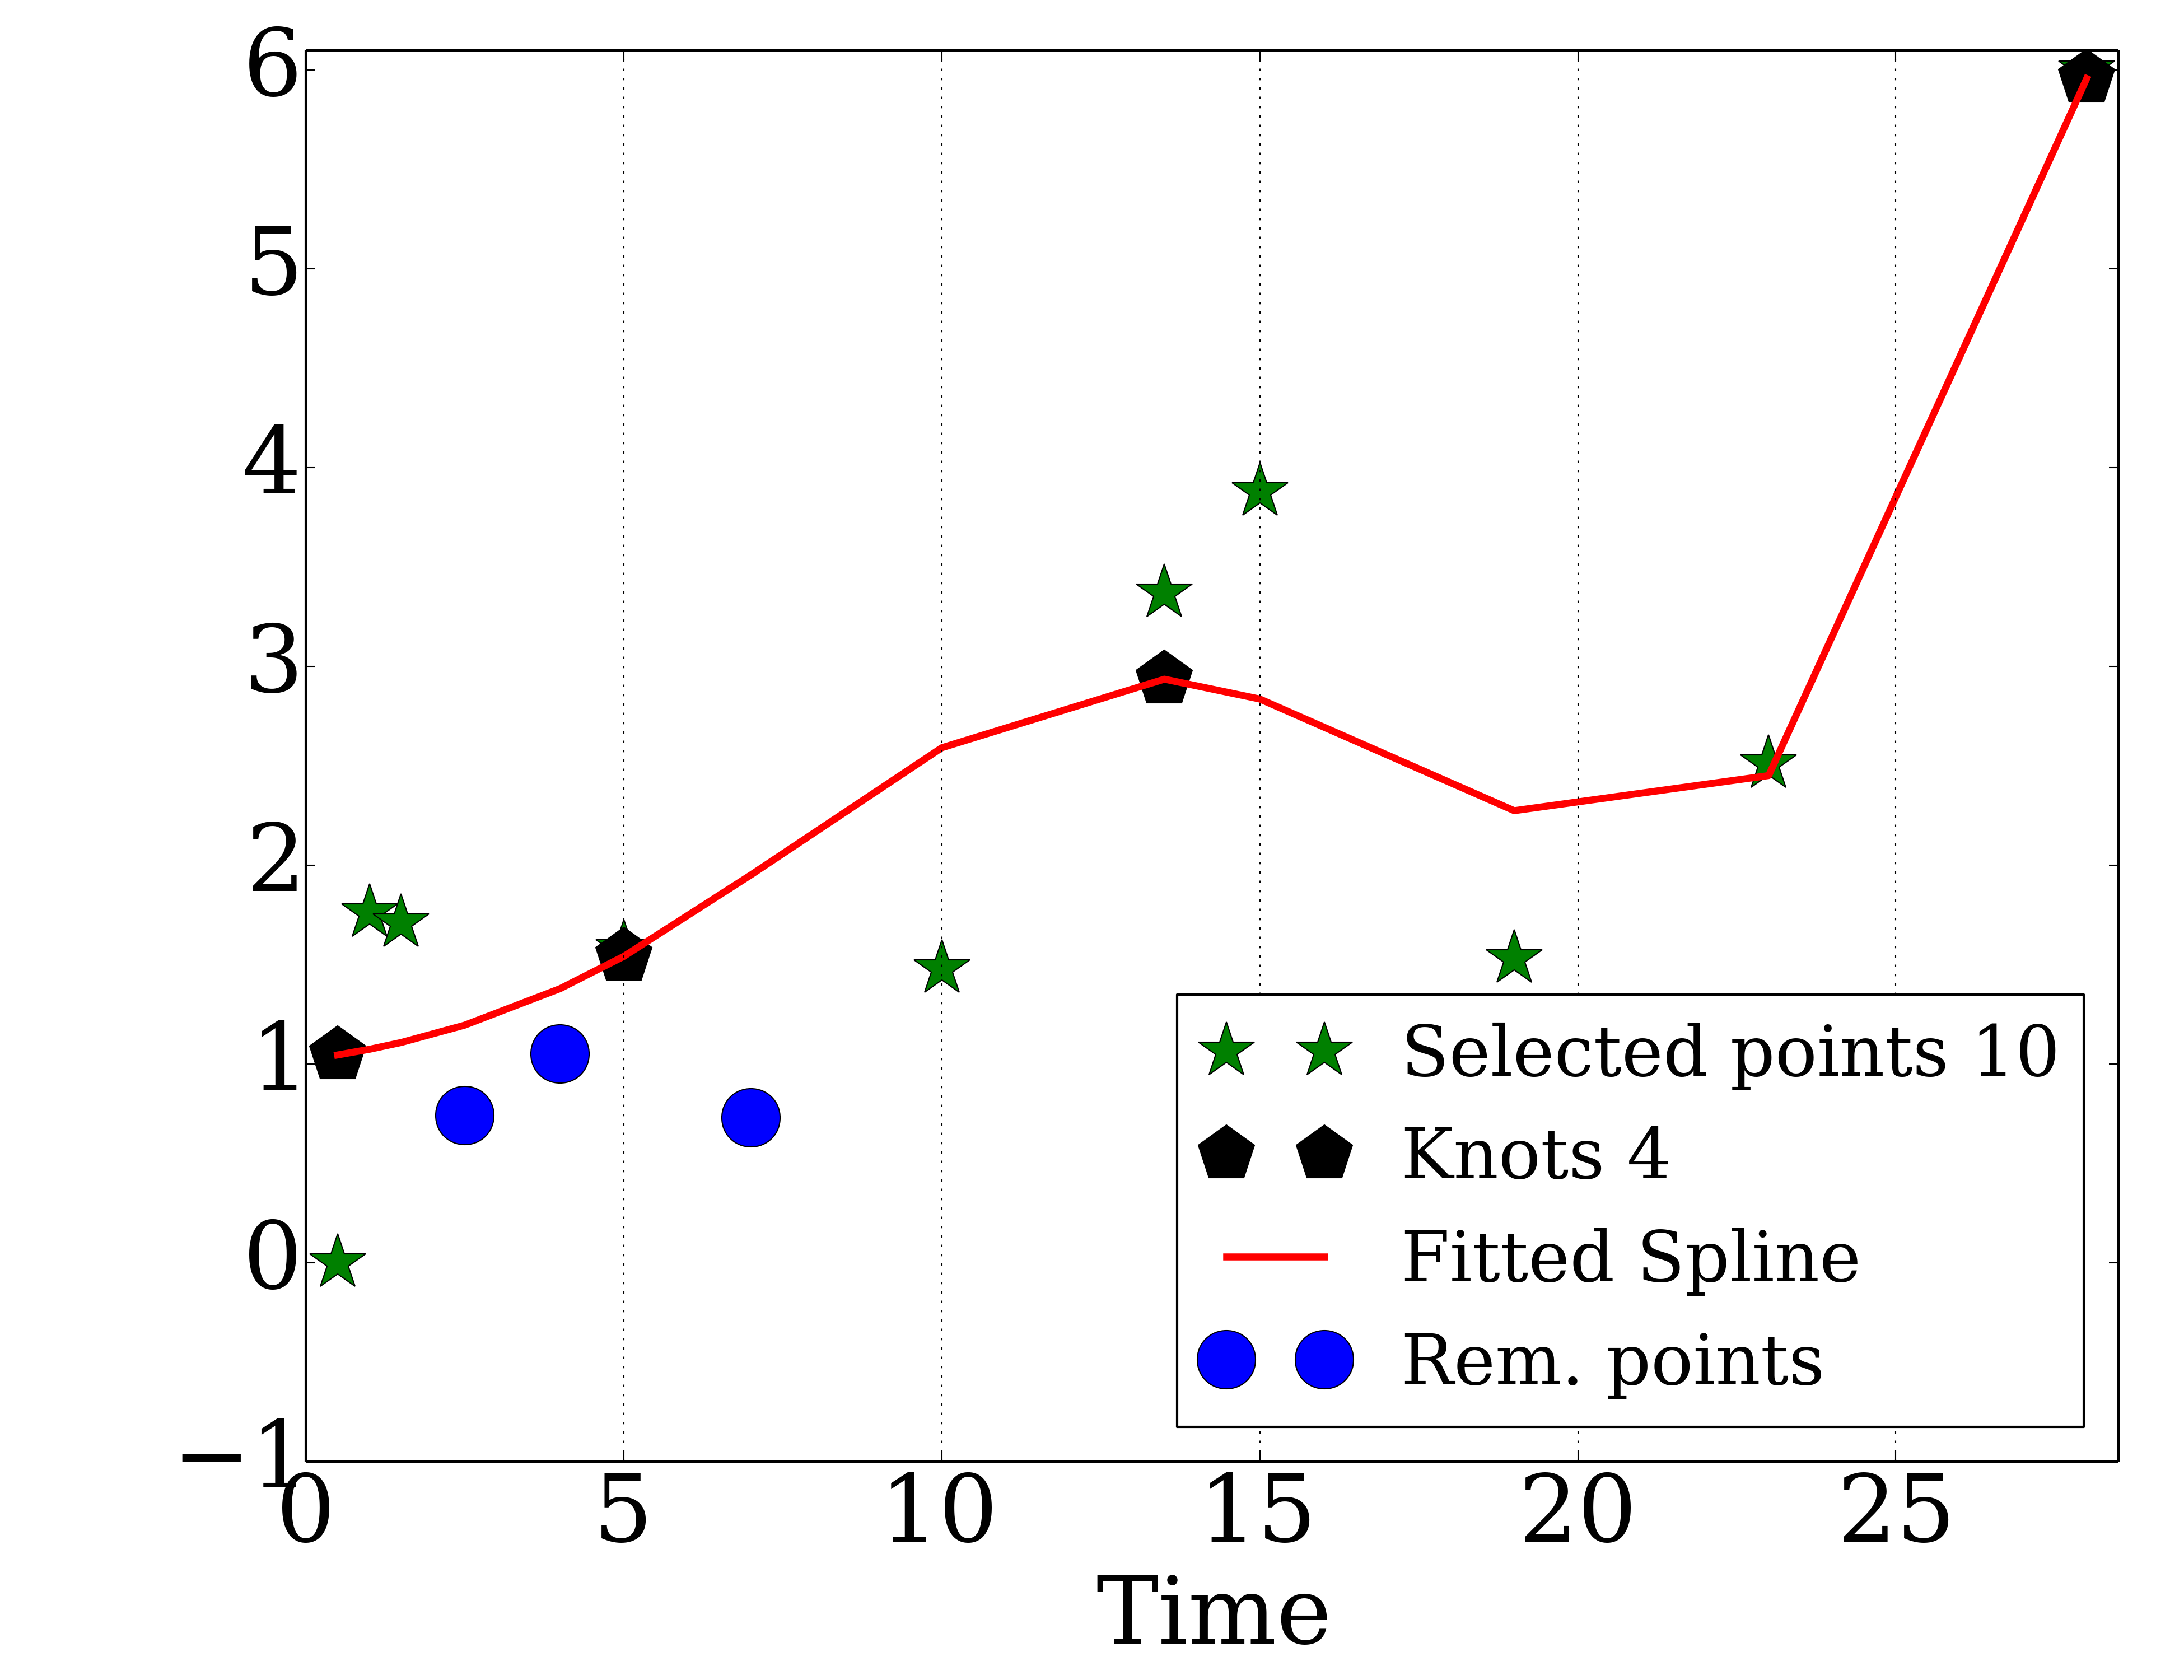 6
5
4
3
2
1
0
−1
0 5 10 15 20 25
Time
Selected points 10
Knots 4
Fitted Spline
Rem. points